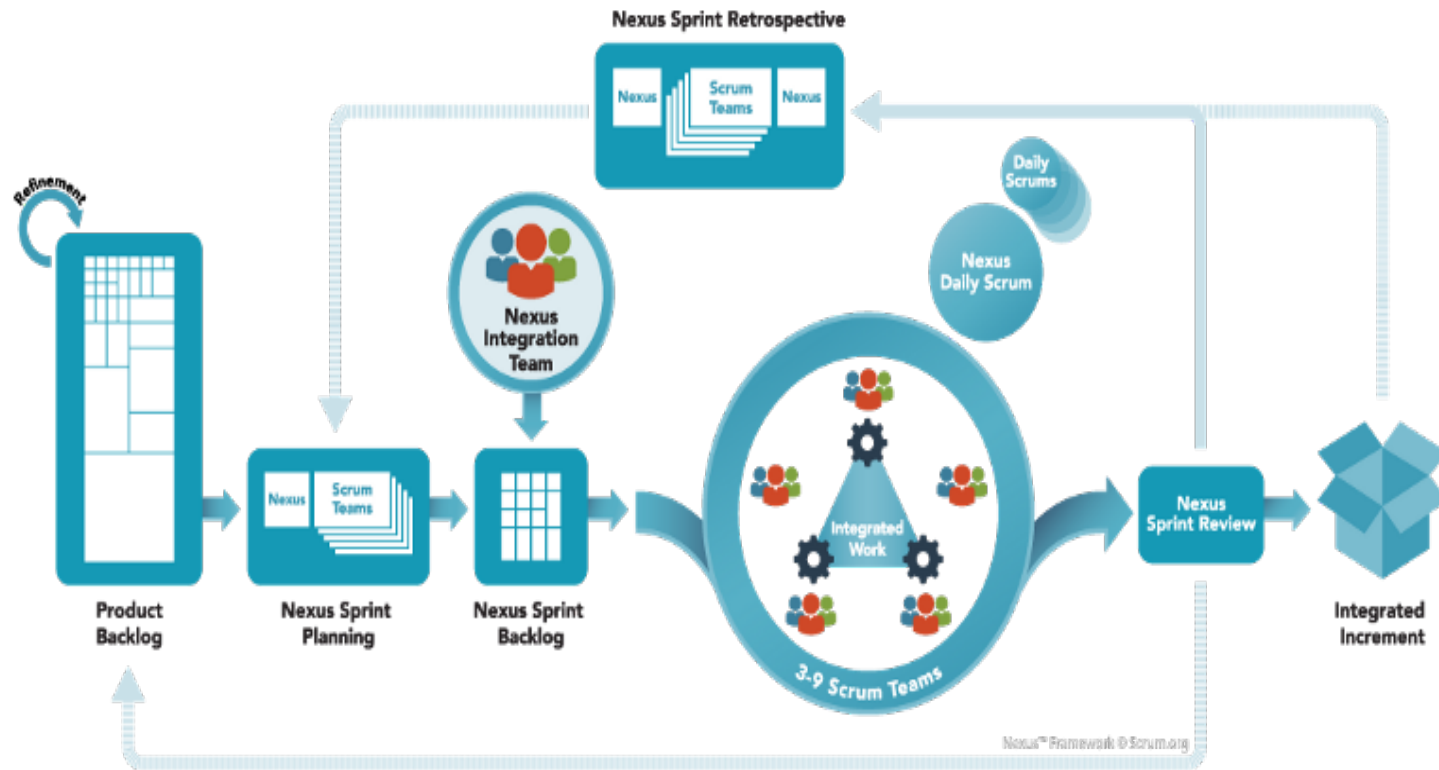 Nexus Sprint Retrospective
Nexus
Scrum
Teams
Nexus
Daily
Scrums
Refinement
Nexus
Daily Scrum
Nexus
Integration
Team
Nexus
Scrum
Teams
Integrated
Work
Nexus
Sprint Review
Product
Backlog
Nexus Sprint
Planning
Nexus Sprint
Backlog
Integrated
Increment
3-9 Scrum Teams
Nexus™ Framework © Scrum.org